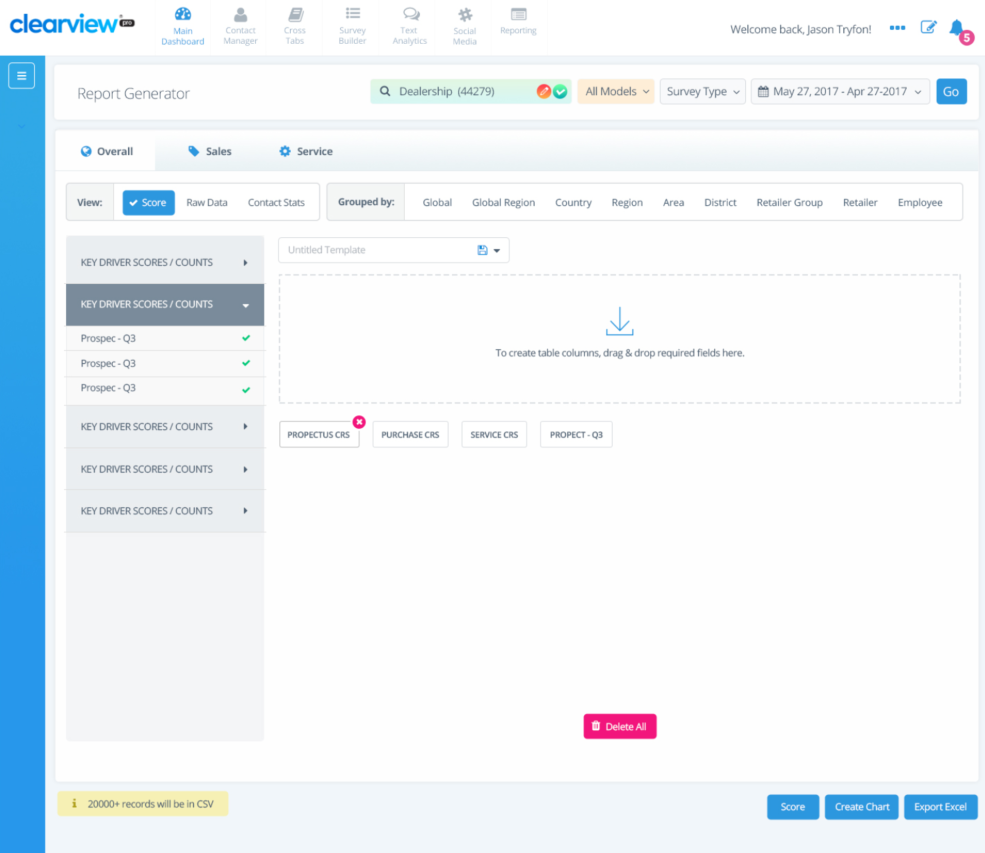 clearview® pro
Main Dashboard
Contact Manager
Cross Tabs
Survey Builder
Text Analytics
Social Media
Reporting
Welcome back, Jason Tryfon!
5
Report Generator
Dealership (44279)
All Models
Survey Type
May 27, 2017 - Apr 27-2017
Go
Overall
Sales
Service
View:
Score
Raw Data
Contact Stats
Grouped by:
Global
Global Region
Country
Region
Area
District
Retailer Group
Retailer
Employee
KEY DRIVER SCORES / COUNTS
KEY DRIVER SCORES / COUNTS
Prospec - Q3
Prospec - Q3
Prospec - Q3
KEY DRIVER SCORES / COUNTS
KEY DRIVER SCORES / COUNTS
KEY DRIVER SCORES / COUNTS
Untitled Template
To create table columns, drag & drop required fields here.
PROPECTUS CRS
PURCHASE CRS
SERVICE CRS
PROPECT - Q3
Delete All
20000+ records will be in CSV
Score
Create Chart
Export Excel